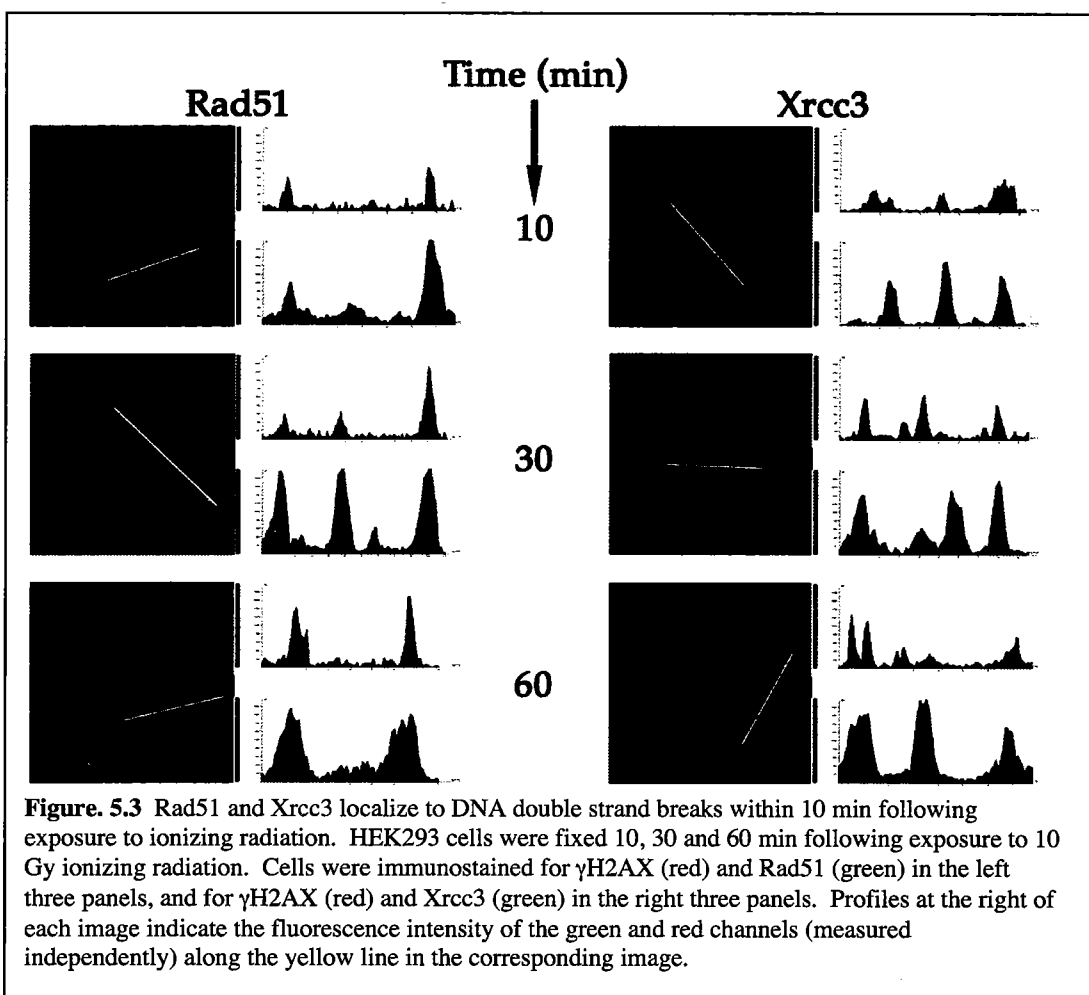 Time (min)
Rad51
Xrcc3
10
30
60
Figure. 5.3 Rad51 and Xrcc3 localize to DNA double strand breaks within 10 min following
exposure to ionizing radiation. HEK293 cells were fixed 10, 30 and 60 min following exposure to 10
Gy ionizing radiation. Cells were immunostained for γH2AX (red) and Rad51 (green) in the left
three panels, and for γH2AX (red) and Xrcc3 (green) in the right three panels. Profiles at the right of
each image indicate the fluorescence intensity of the green and red channels (measured
independently) along the yellow line in the corresponding image.